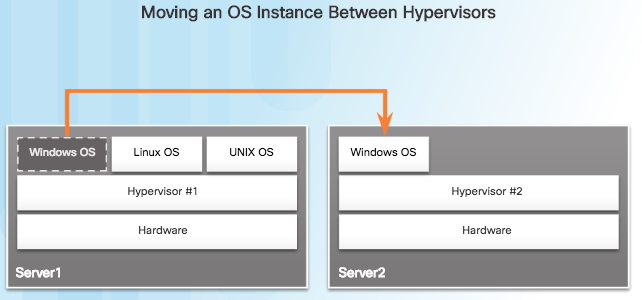 Moving an OS Instance Between Hypervisors
Windows OS
Linux OS
UNIX OS
Hypervisor #1
Hardware
Server1
Windows OS
Hypervisor #2
Hardware
Server2